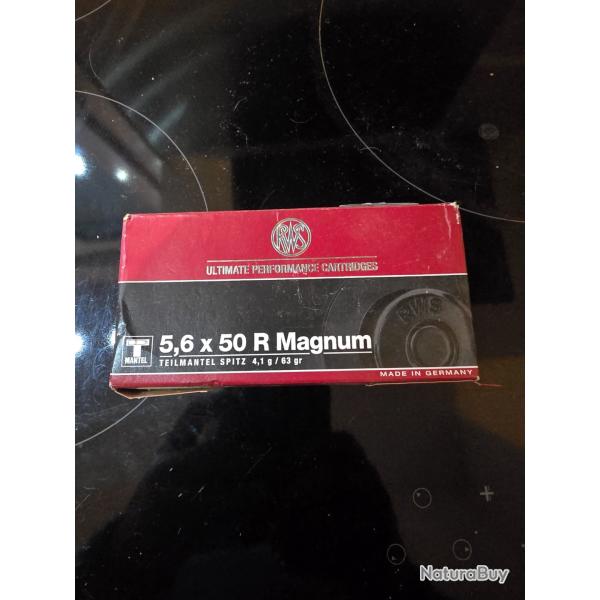 RWS
ULTIMATE PERFORMANCE CARTRIDGES
RWS
T
MANTEL
5,6 x 50 R Magnum
TEILMANTEL SPITZ 4,1 g / 63 gr
MADE IN GERMANY
NaturaBuy